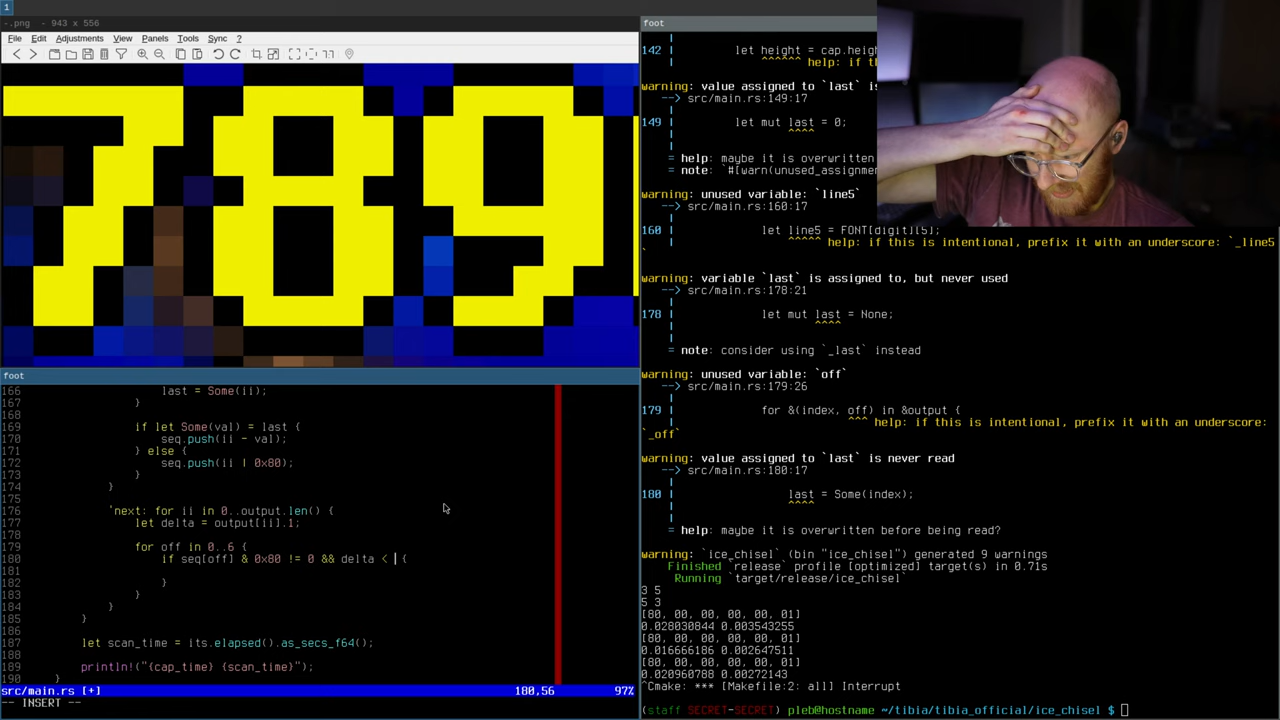 1
-.png - 943 x 556
File Edit Adjustments View Panels Tools Sync ?
789
foot
166 last = Some(ii);
167 }
168
169 if let Some(val) = last {
170 seq.push(ii - val);
171 } else {
172 seq.push(ii | 0x80);
173 }
174 }
175
176 'next: for ii in 0..output.len() {
177 let delta = output[ii].1;
178
179 for off in 0..6 {
180 if seq[off] & 0x80 != 0 && delta < {
181
182 }
183 }
184 }
185 }
186
187 let scan_time = its.elapsed().as_secs_f64();
188
189 println!("{cap_time} {scan_time}");
190 }
src/main.rs [+] 180,56 97%
-- INSERT --
foot
|
142 | let height = cap.heig
| ^^^^^^ help: if th
warning: value assigned to `last` is
--> src/main.rs:149:17
|
149 | let mut last = 0;
| ^^^^
|
= help: maybe it is overwritten
= note: `#[warn(unused_assignme
warning: unused variable: `line5`
--> src/main.rs:160:17
|
160 | let line5 = FONT[digit][5];
| ^^^^^ help: if this is intentional, prefix it with an underscore: `_line5
`
warning: variable `last` is assigned to, but never used
--> src/main.rs:178:21
|
178 | let mut last = None;
| ^^^^
|
= note: consider using `_last` instead
warning: unused variable: `off`
--> src/main.rs:179:26
|
179 | for &(index, off) in &output {
| ^^^ help: if this is intentional, prefix it with an underscore:
`_off`
warning: value assigned to `last` is never read
--> src/main.rs:180:17
|
180 | last = Some(index);
| ^^^^
|
= help: maybe it is overwritten before being read?
warning: `ice_chisel` (bin "ice_chisel") generated 9 warnings
Finished `release` profile [optimized] target(s) in 0.71s
Running `target/release/ice_chisel`
3 5
5 3
[80, 00, 00, 00, 00, 01]
0.028030844 0.003543255
[80, 00, 00, 00, 00, 01]
0.016666186 0.002647511
[80, 00, 00, 00, 00, 01]
0.020960788 0.00272143
^Cmake: *** [Makefile:2: all] Interrupt
(staff SECRET-SECRET) pleb@hostname ~/tibia/tibia_official/ice_chisel $